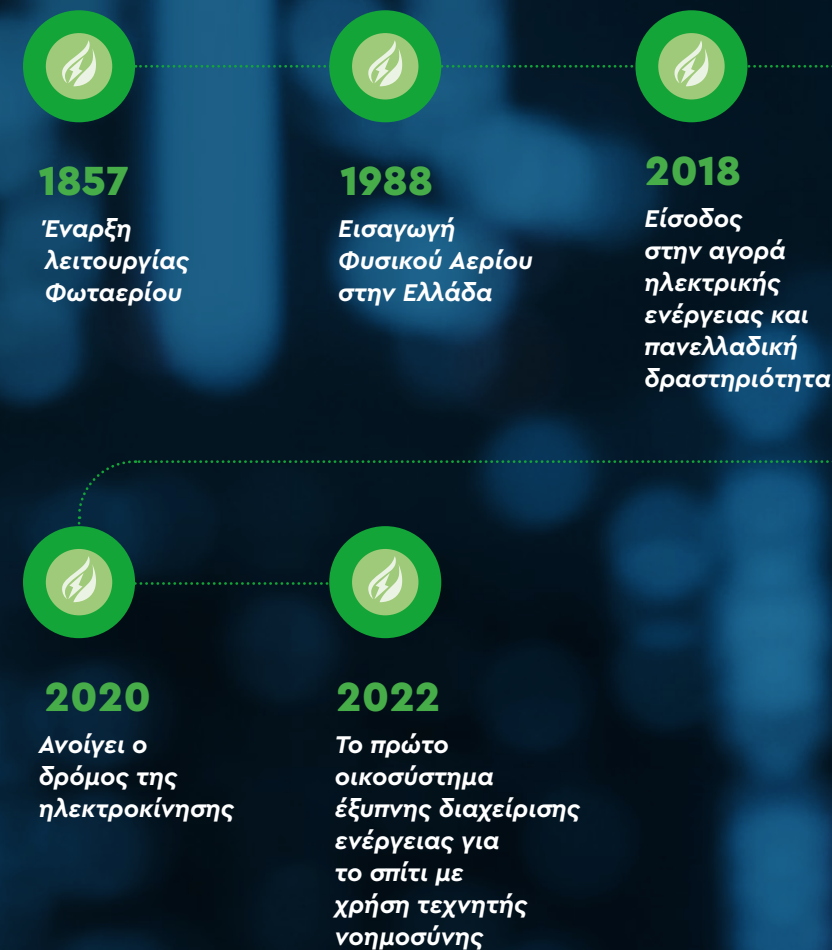 1857
Έναρξη
λειτουργίας
Φωταερίου
1988
Εισαγωγή
Φυσικού Αερίου
στην Ελλάδα
2018
Είσοδος
στην αγορά
ηλεκτρικής
ενέργειας και
πανελλαδική
δραστηριότητα
2020
Ανοίγει ο
δρόμος της
ηλεκτροκίνησης
2022
Το πρώτο
οικοσύστημα
έξυπνης διαχείρισης
ενέργειας για
το σπίτι με
χρήση τεχνητής
νοημοσύνης